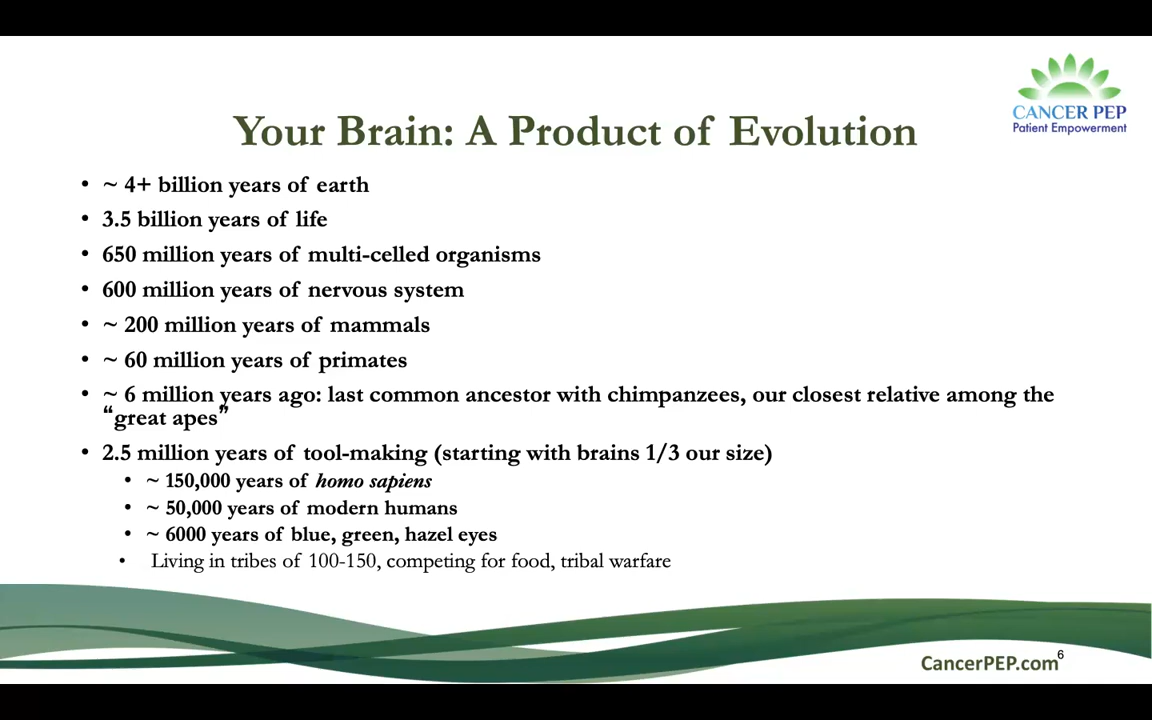 CANCER PEP
Patient Empowerment
Your Brain: A Product of Evolution
• ~ 4+ billion years of earth
• 3.5 billion years of life
• 650 million years of multi-celled organisms
• 600 million years of nervous system
• ~ 200 million years of mammals
• ~ 60 million years of primates
• ~ 6 million years ago: last common ancestor with chimpanzees, our closest relative among the
“great apes”
• 2.5 million years of tool-making (starting with brains 1/3 our size)
• ~ 150,000 years of homo sapiens
• ~ 50,000 years of modern humans
• ~ 6000 years of blue, green, hazel eyes
• Living in tribes of 100-150, competing for food, tribal warfare
CancerPEP.com
6